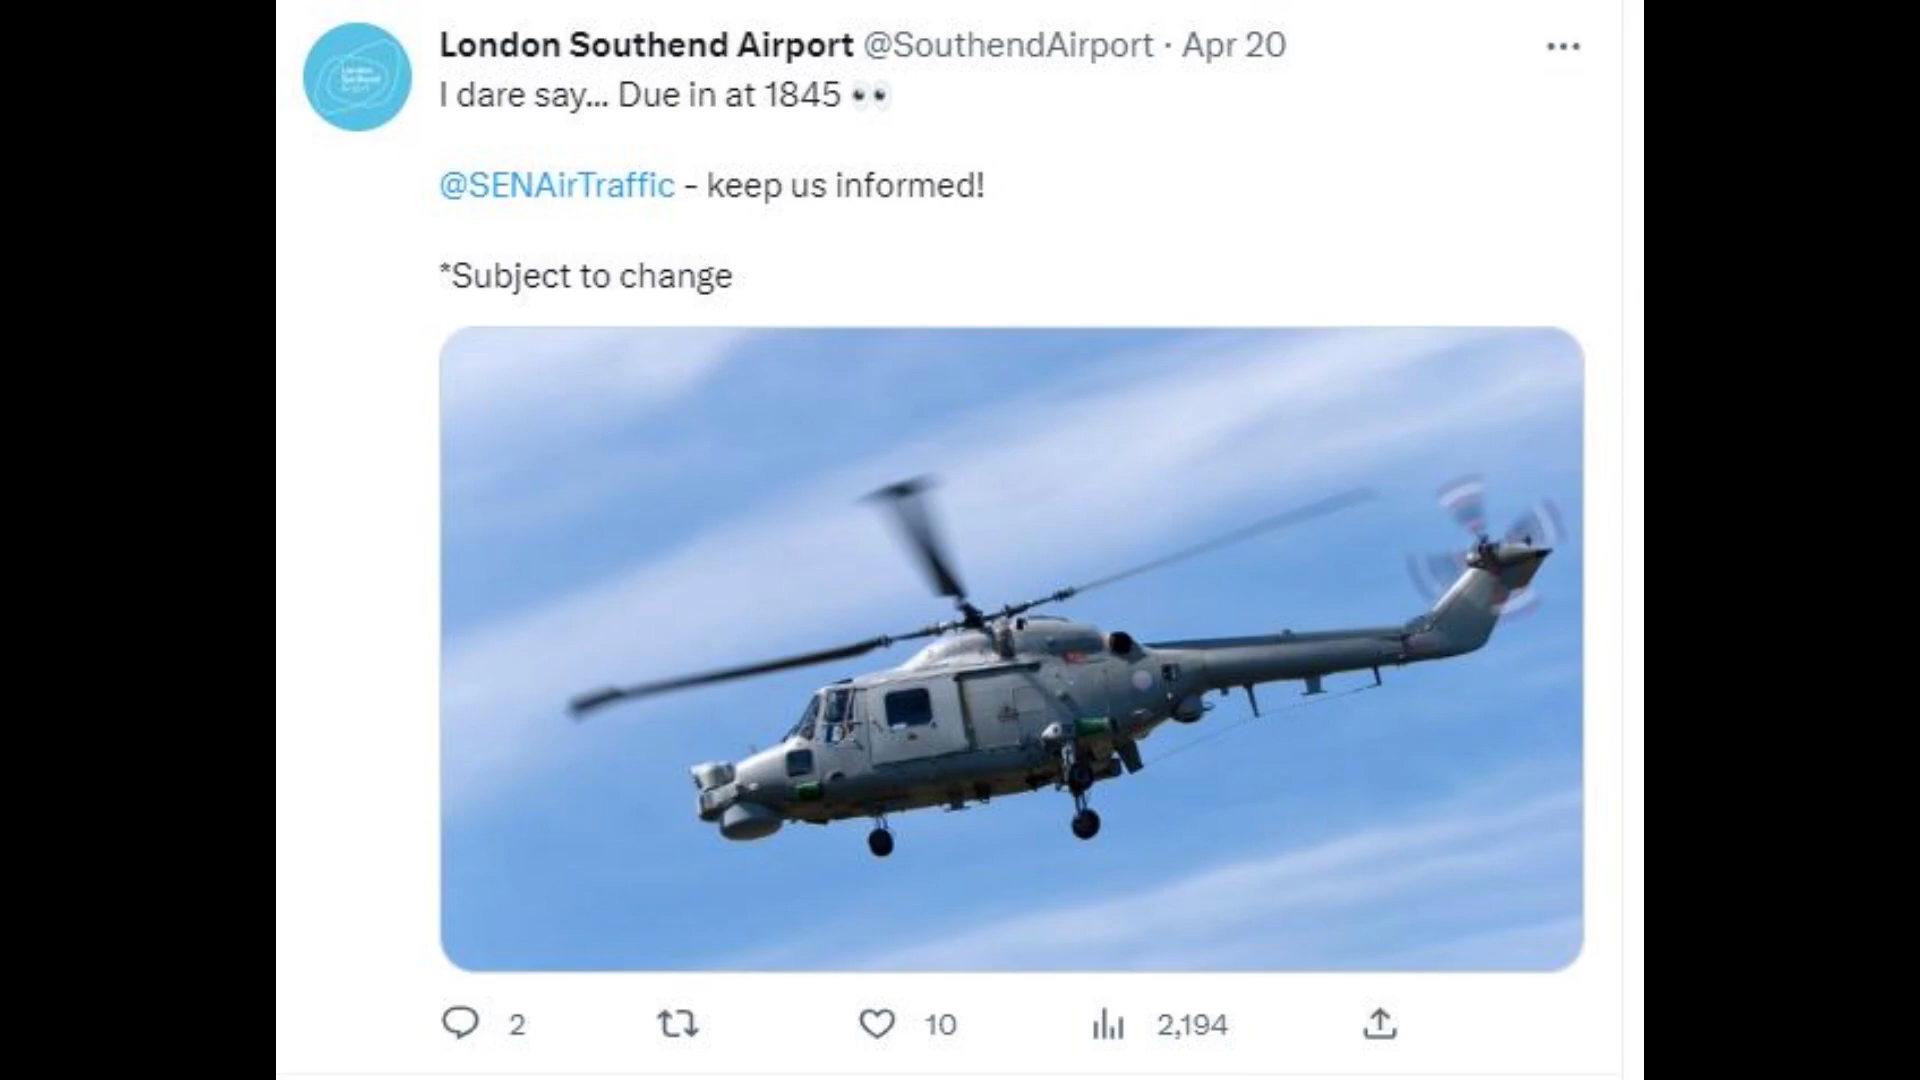 London Southend Airport @SouthendAirport · Apr 20
I dare say... Due in at 1845 👀
@SENAirTraffic - keep us informed!
*Subject to change
2 10 2,194